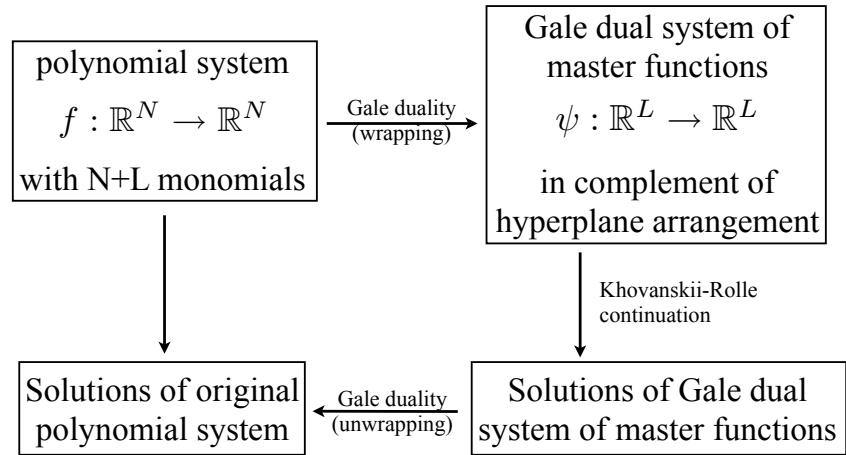 polynomial system
f : ℝ^N → ℝ^N
with N+L monomials
Gale duality
(wrapping)
Gale dual system of
master functions
ψ : ℝ^L → ℝ^L
in complement of
hyperplane arrangement
Khovanskii-Rolle
continuation
Solutions of original
polynomial system
Gale duality
(unwrapping)
Solutions of Gale dual
system of master functions